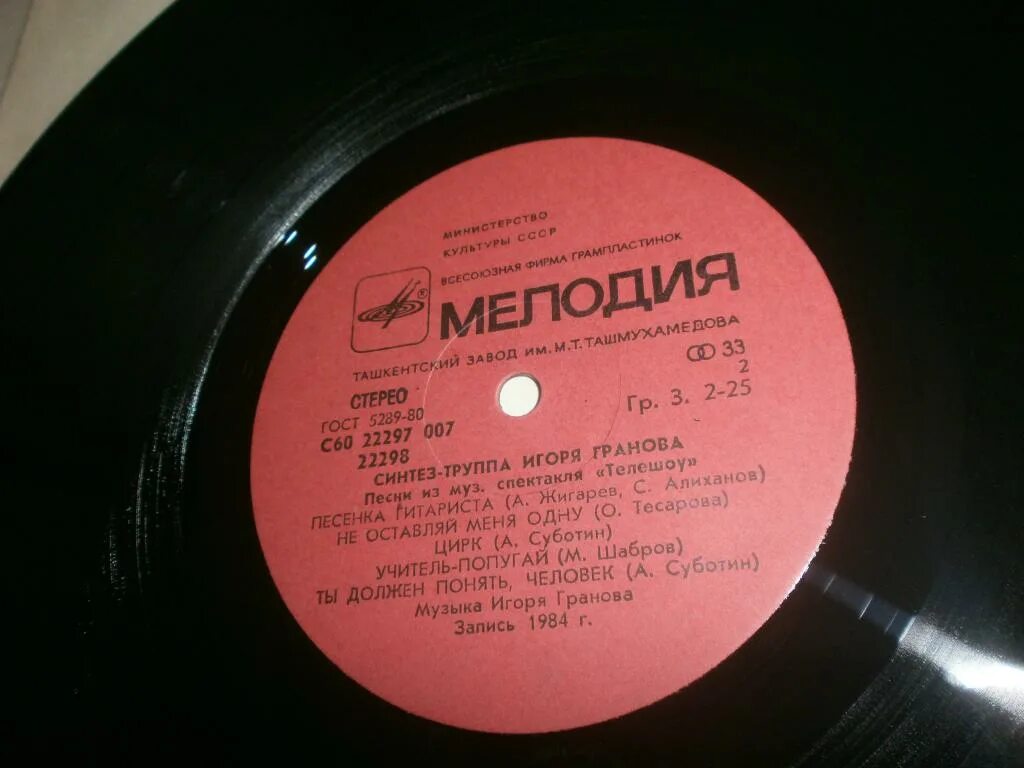 МИНИСТЕРСТВО
КУЛЬТУРЫ СССР
ВСЕСОЮЗНАЯ ФИРМА ГРАМПЛАСТИНОК
® МЕЛОДИЯ
ТАШКЕНТСКИЙ ЗАВОД ИМ. М.Т. ТАШМУХАМЕДОВА
СТЕРЕО
33
ГОСТ 5289-80
2
С60 22297 007
Гр. 3. 2-25
22298
СИНТЕЗ-ТРУППА ИГОРЯ ГРАНОВА
Песни из муз. спектакля «Телешоу»
ПЕСЕНКА ГИТАРИСТА (А. Жигарев, С. Алиханов)
НЕ ОСТАВЛЯЙ МЕНЯ ОДНУ (О. Тесарова)
ЦИРК (А. Суботин)
УЧИТЕЛЬ-ПОПУГАЙ (М. Шабров)
ТЫ ДОЛЖЕН ПОНЯТЬ, ЧЕЛОВЕК (А. Суботин)
Музыка Игоря Гранова
Запись 1984 г.